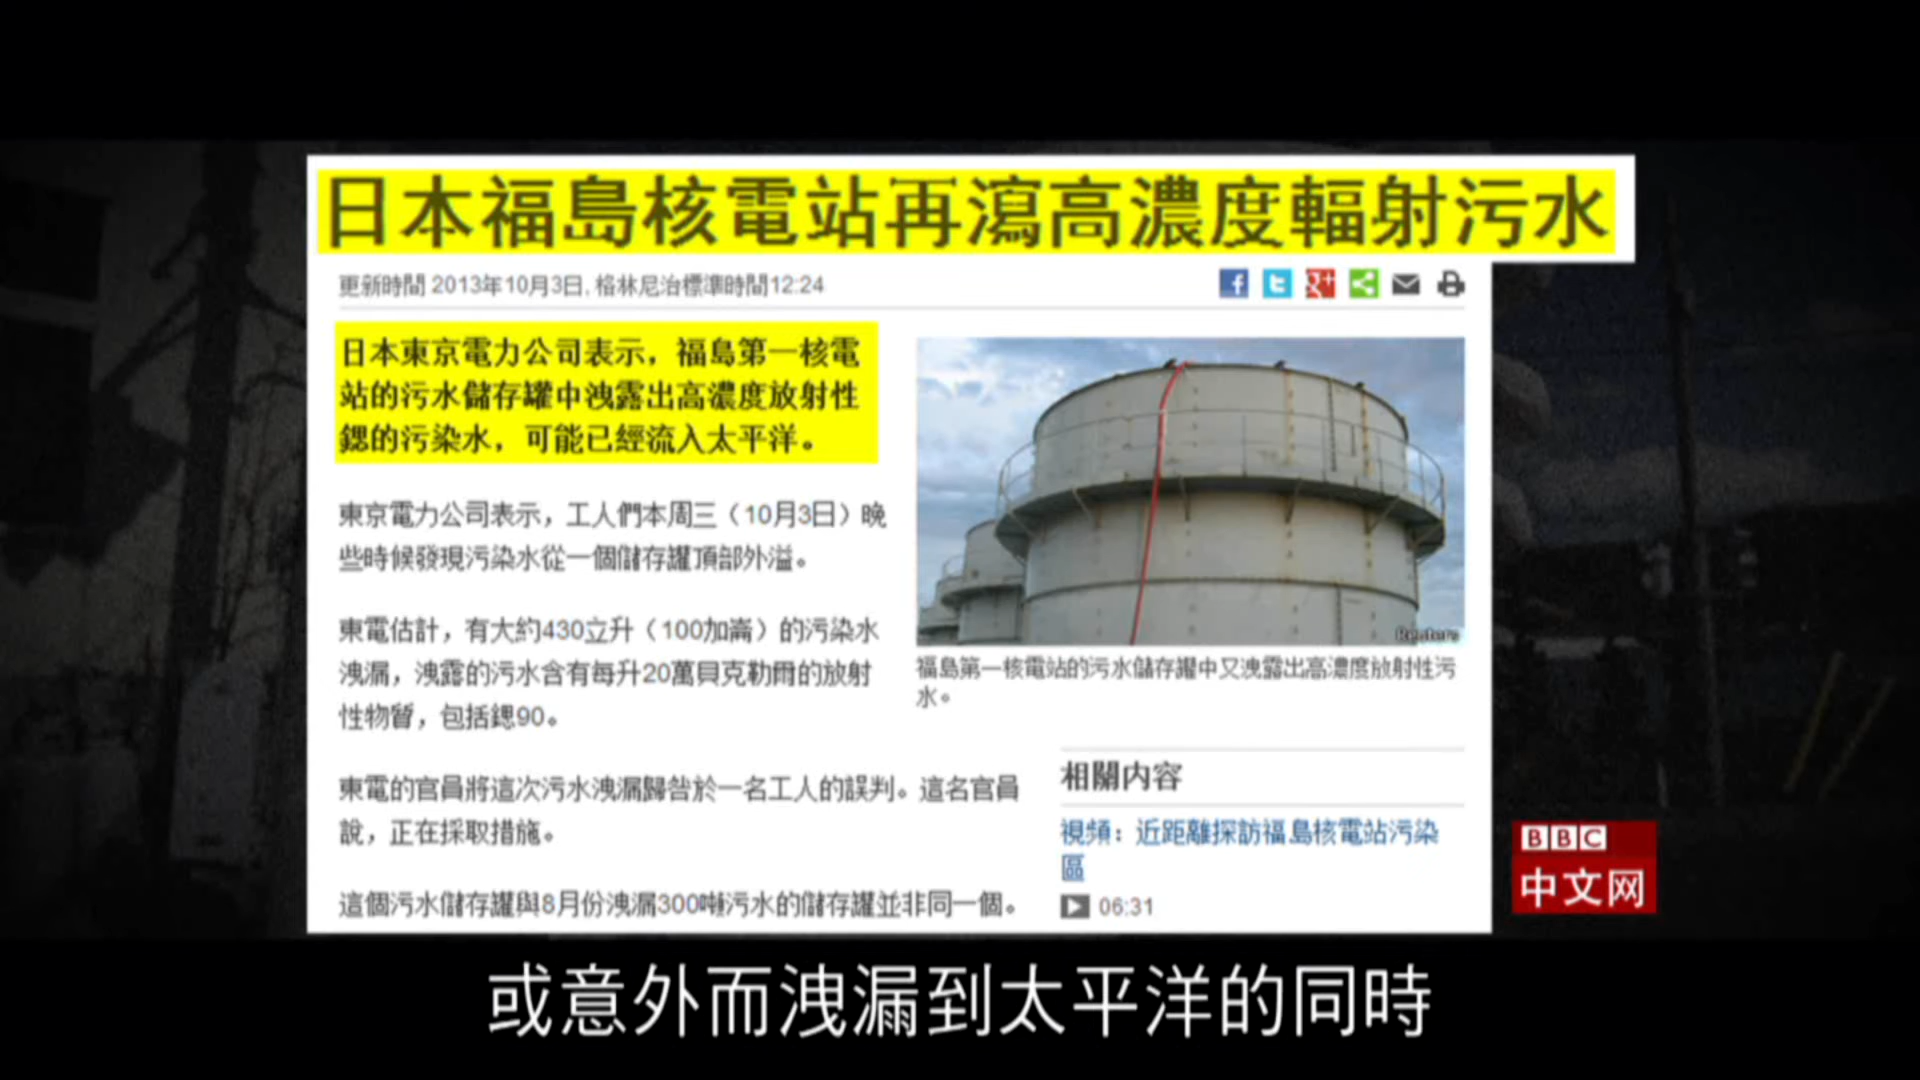 日本福島核電站再瀉高濃度輻射污水
更新時間 2013年10月3日, 格林尼治標準時間12:24
日本東京電力公司表示，福島第一核電
站的污水儲存罐中洩露出高濃度放射性
鍶的污染水，可能已經流入太平洋。
東京電力公司表示，工人們本周三（10月3日）晚
些時候發現污染水從一個儲存罐頂部外溢。
東電估計，有大約430立升（100加崙）的污染水
洩漏，洩露的污水含有每升20萬貝克勒爾的放射
性物質，包括鍶90。
東電的官員將這次污水洩漏歸咎於一名工人的誤判。這名官員
說，正在採取措施。
這個污水儲存罐與8月份洩漏300噸污水的儲存罐並非同一個。
Reuters
福島第一核電站的污水儲存罐中又洩露出高濃度放射性污
水。
相關内容
視頻：近距離探訪福島核電站污染
區
06:31
BBC
中文网
或意外而洩漏到太平洋的同時